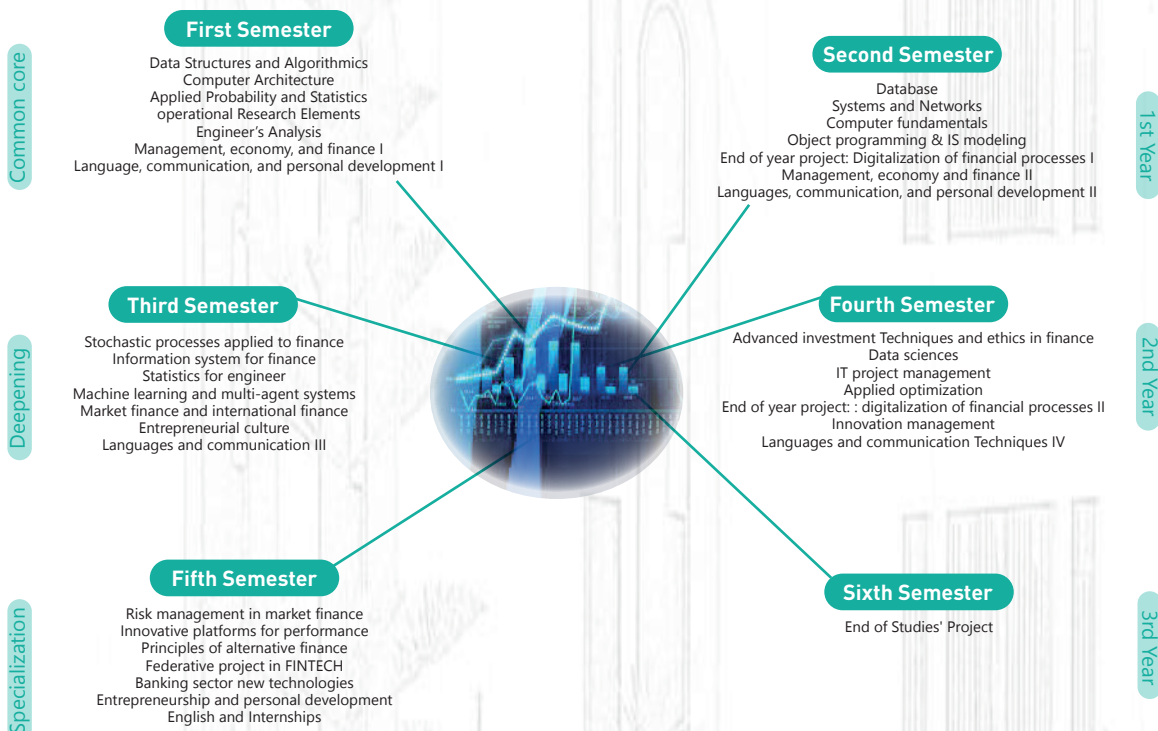 Common core
First Semester
Data Structures and Algorithmics
Computer Architecture
Applied Probability and Statistics
operational Research Elements
Engineer's Analysis
Management, economy, and finance I
Language, communication, and personal development I
Second Semester
Database
Systems and Networks
Computer fundamentals
Object programming & IS modeling
End of year project: Digitalization of financial processes I
Management, economy and finance II
Languages, communication, and personal development II
1st Year
Deepening
Third Semester
Stochastic processes applied to finance
Information system for finance
Statistics for engineer
Machine learning and multi-agent systems
Market finance and international finance
Entrepreneurial culture
Languages and communication III
Fourth Semester
Advanced investment Techniques and ethics in finance
Data sciences
IT project management
Applied optimization
End of year project: : digitalization of financial processes II
Innovation management
Languages and communication Techniques IV
2nd Year
Specialization
Fifth Semester
Risk management in market finance
Innovative platforms for performance
Principles of alternative finance
Federative project in FINTECH
Banking sector new technologies
Entrepreneurship and personal development
English and Internships
Sixth Semester
End of Studies' Project
3rd Year